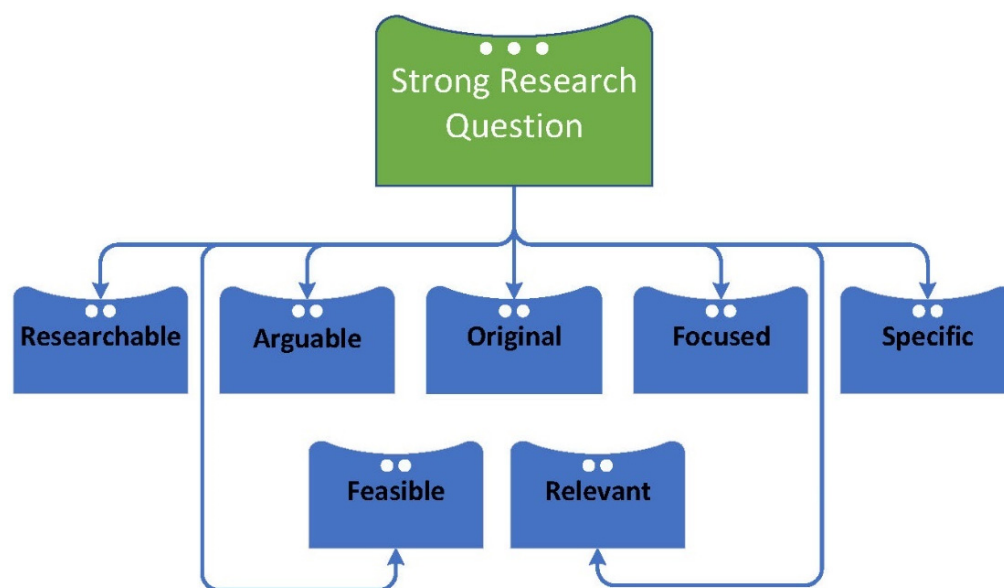 Strong Research
Question
Researchable
Arguable
Original
Focused
Specific
Feasible
Relevant